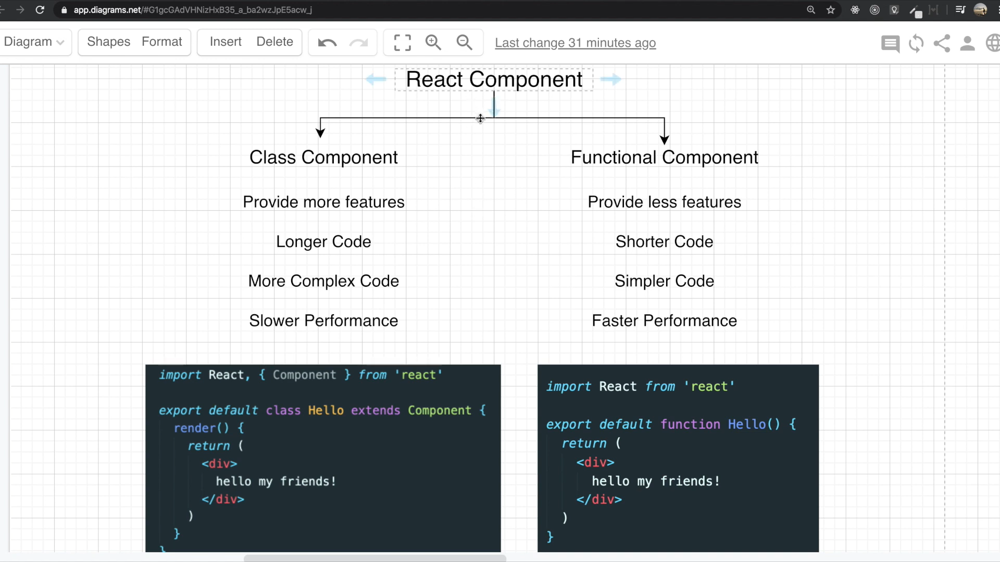 app.diagrams.net/#G1gcGAdVHNizHxB35_a_ba2wzJpE5acw_j
Diagram Shapes Format Insert Delete Last change 31 minutes ago
React Component
Class Component
Functional Component
Provide more features
Provide less features
Longer Code
Shorter Code
More Complex Code
Simpler Code
Slower Performance
Faster Performance
import React, { Component } from 'react'
export default class Hello extends Component {
render() {
return (
<div>
hello my friends!
</div>
)
}
}
import React from 'react'
export default function Hello() {
return (
<div>
hello my friends!
</div>
)
}